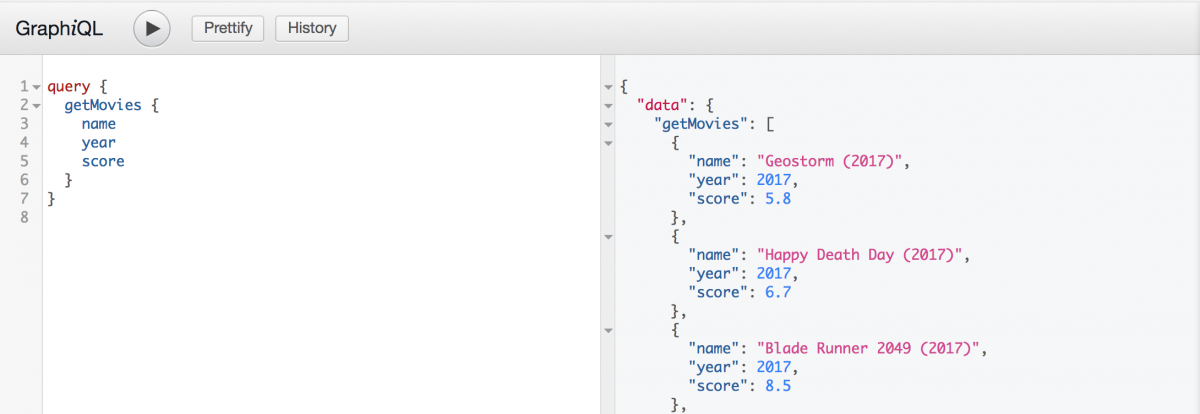 GraphiQL Prettify History
1 query {
2 getMovies {
3 name
4 year
5 score
6 }
7 }
8
{
"data": {
"getMovies": [
{
"name": "Geostorm (2017)",
"year": 2017,
"score": 5.8
},
{
"name": "Happy Death Day (2017)",
"year": 2017,
"score": 6.7
},
{
"name": "Blade Runner 2049 (2017)",
"year": 2017,
"score": 8.5
},